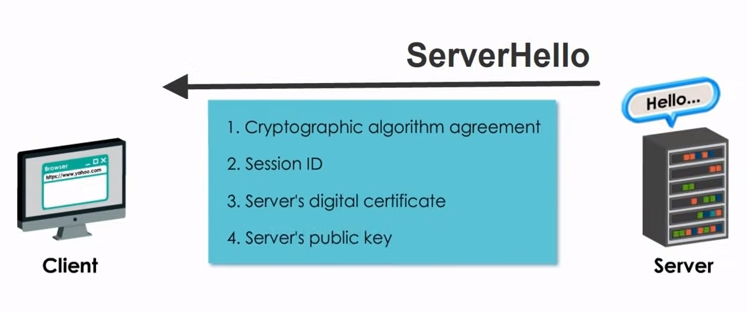 ServerHello
Hello...
1. Cryptographic algorithm agreement
2. Session ID
3. Server's digital certificate
4. Server's public key
Browser
https://www.yahoo.com
Client
Server